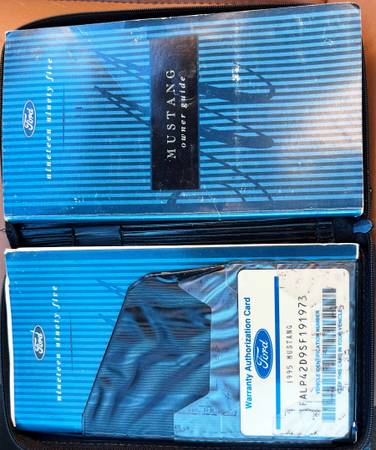 Ford
nineteen ninety five
MUSTANG
owner guide
Ford
nineteen ninety five
Warranty Authorization Card
Ford
1995 MUSTANG
FALP42D9SF191973
VEHICLE IDENTIFICATION NUMBER
KEEP THIS CARD IN YOUR VEHICLE